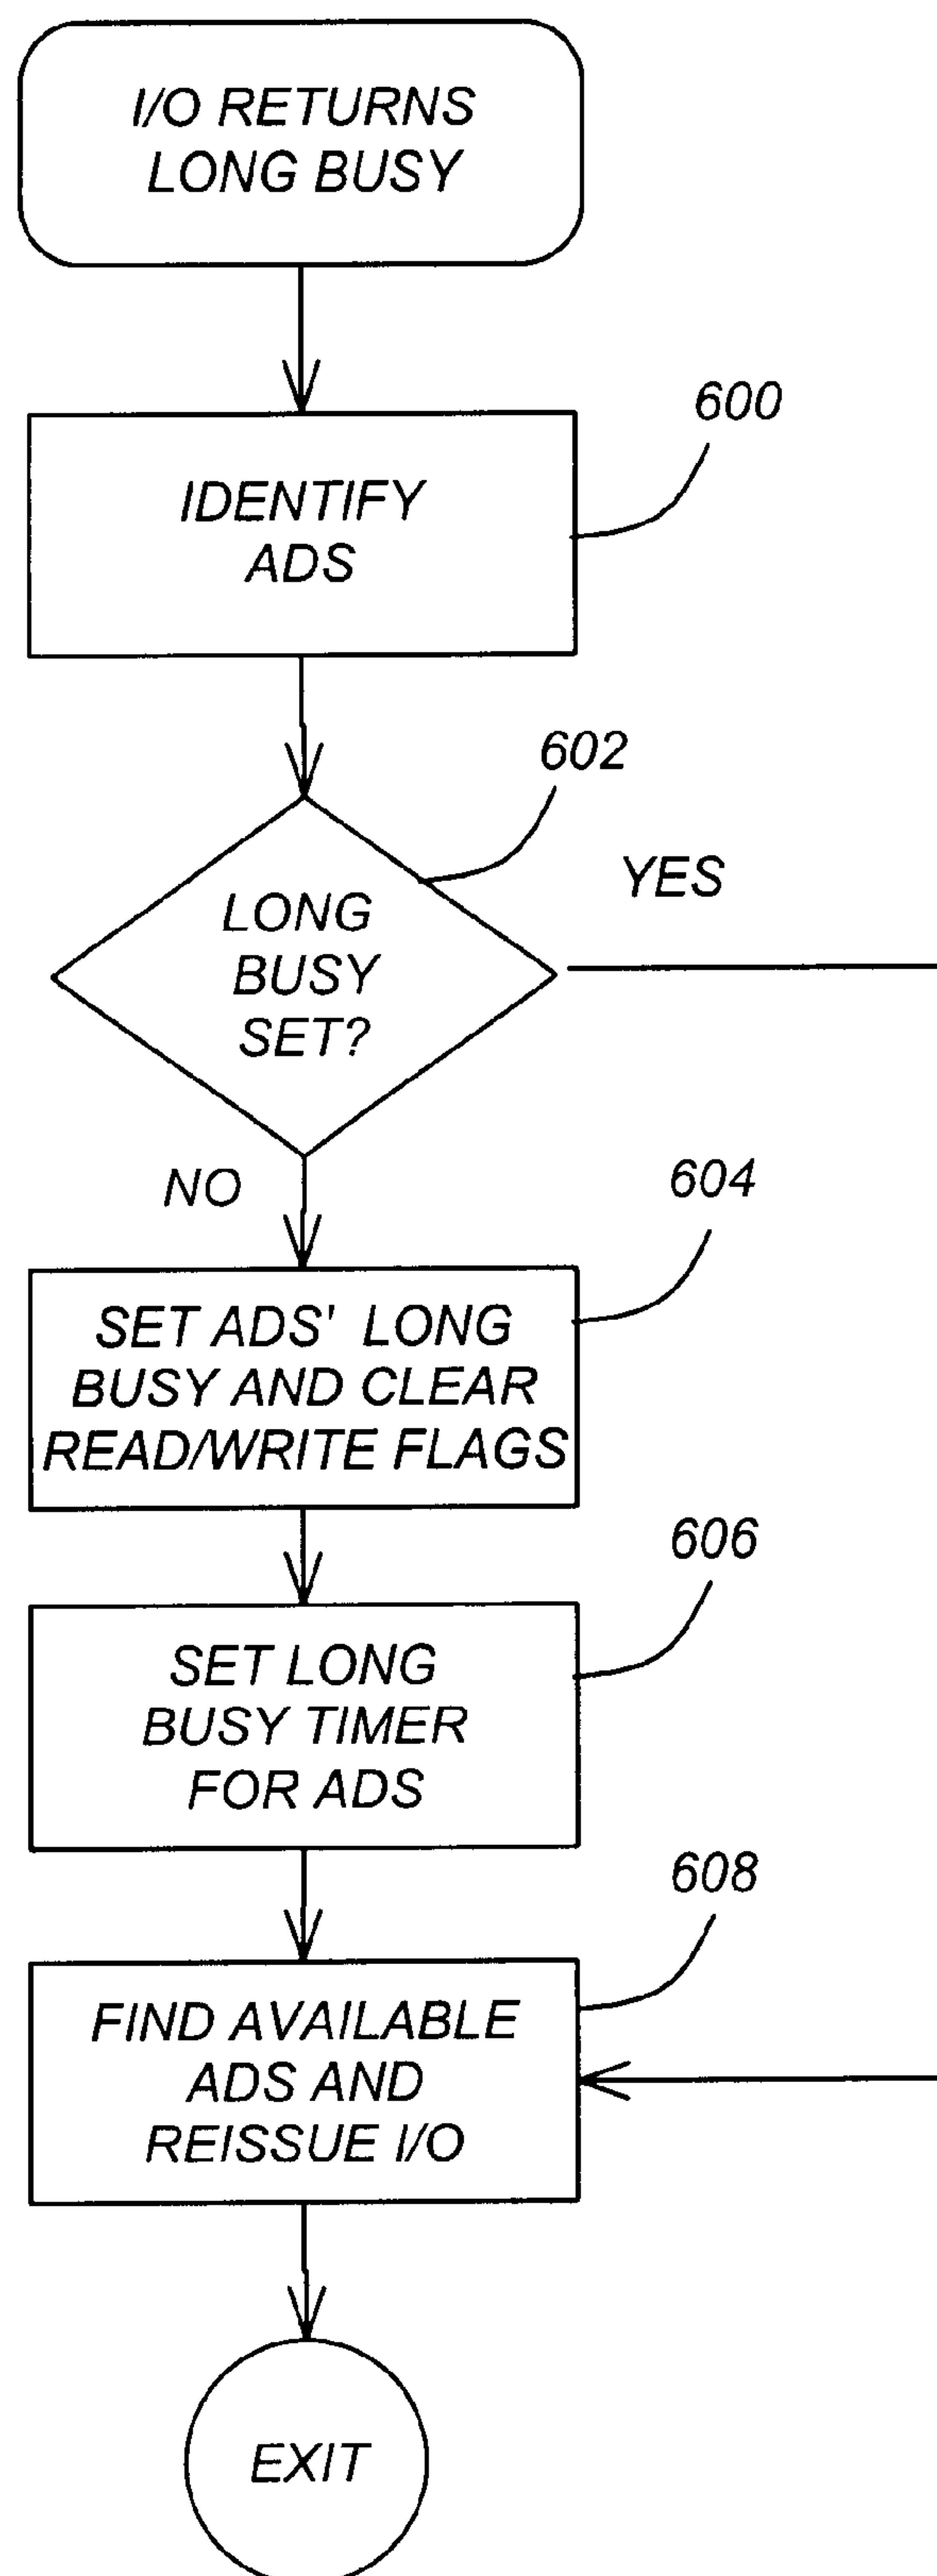 I/O RETURNS
LONG BUSY
600
IDENTIFY
ADS
602
YES
LONG
BUSY
SET?
NO
604
SET ADS' LONG
BUSY AND CLEAR
READ/WRITE FLAGS
606
SET LONG
BUSY TIMER
FOR ADS
608
FIND AVAILABLE
ADS AND
REISSUE I/O
EXIT